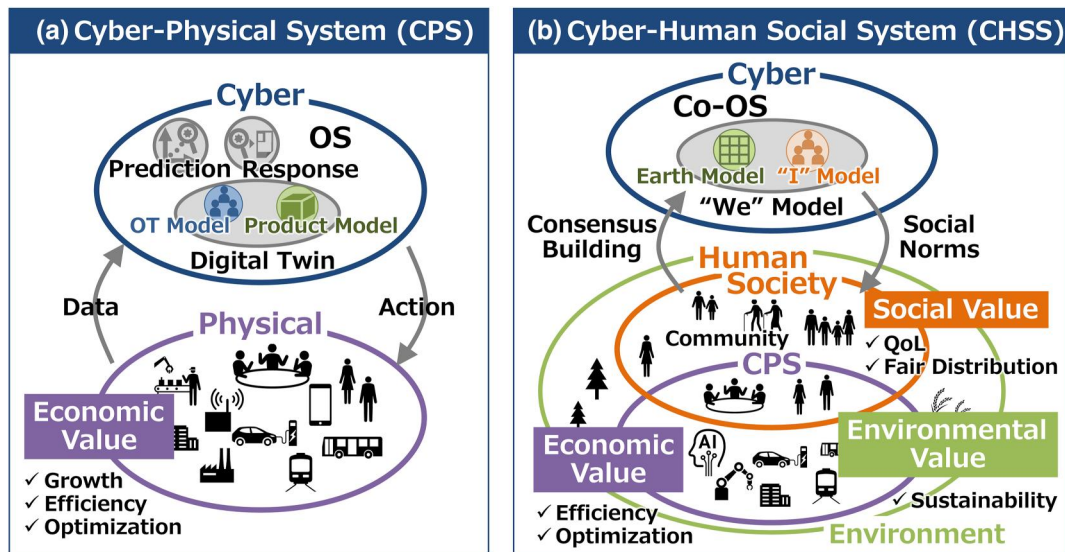 (a) Cyber-Physical System (CPS)
Cyber
OS
Prediction Response
OT Model Product Model
Digital Twin
Data
Action
Physical
Economic
Value
✓ Growth
✓ Efficiency
✓ Optimization
(b) Cyber-Human Social System (CHSS)
Cyber
Co-OS
Earth Model "I" Model
"We" Model
Consensus
Building
Social
Norms
Human
Society
Community
Social Value
✓ QoL
✓ Fair Distribution
CPS
AI
Economic
Value
✓ Efficiency
✓ Optimization
Environmental
Value
✓ Sustainability
Environment